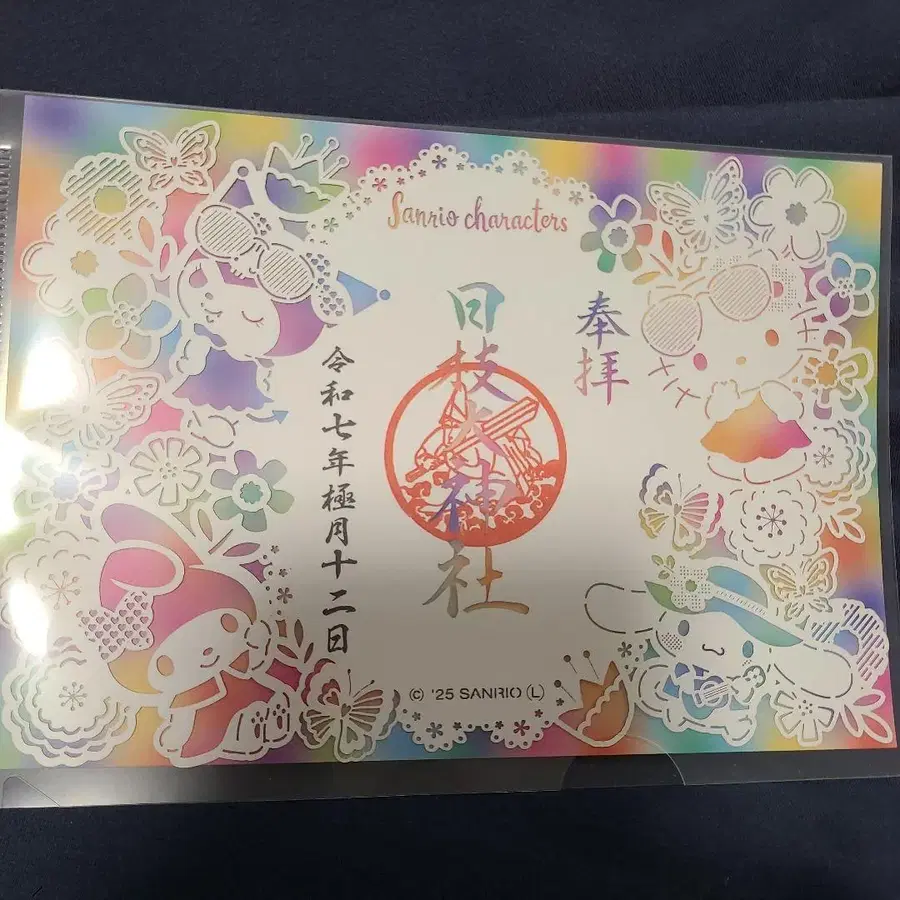 Sanrio characters
奉拝
日枝大神社
令和七年極月十二日
© '25 SANRIO Ⓛ